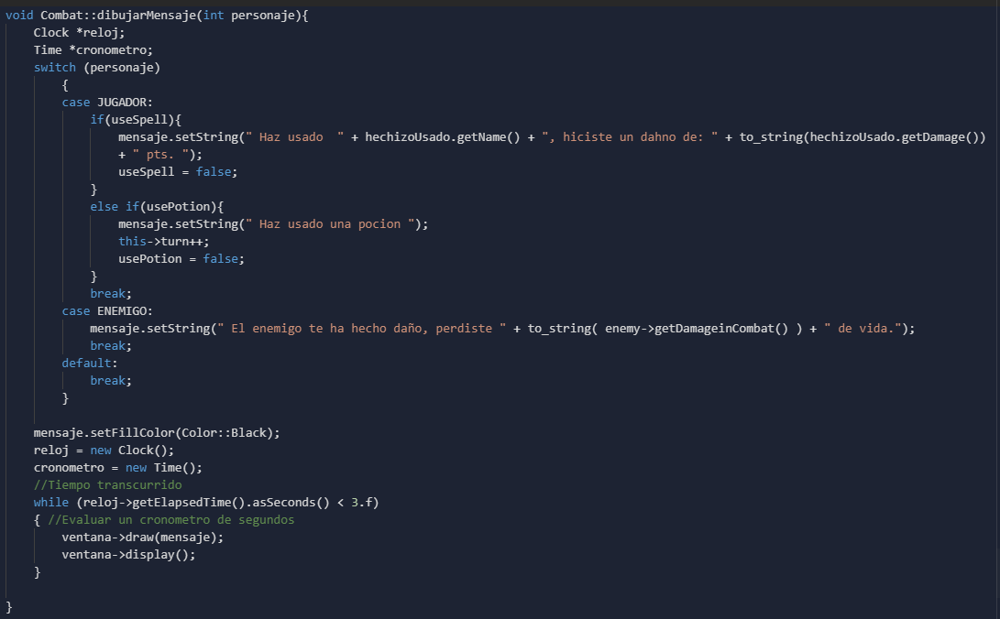 void Combat::dibujarMensaje(int personaje){
    Clock *reloj;
    Time *cronometro;
    switch (personaje)
        {
        case JUGADOR:
            if(useSpell){
                mensaje.setString(" Haz usado  " + hechizoUsado.getName() + ", hiciste un dahno de: " + to_string(hechizoUsado.getDamage())
                + " pts. ");
                useSpell = false;
            }
            else if(usePotion){
                mensaje.setString(" Haz usado una pocion ");
                this->turn++;
                usePotion = false;
            }
            break;
        case ENEMIGO:
            mensaje.setString(" El enemigo te ha hecho daño, perdiste " + to_string( enemy->getDamageinCombat() ) + " de vida.");
            break;
        default:
            break;
        }

    mensaje.setFillColor(Color::Black);
    reloj = new Clock();
    cronometro = new Time();
    //Tiempo transcurrido
    while (reloj->getElapsedTime().asSeconds() < 3.f)
    { //Evaluar un cronometro de segundos
        ventana->draw(mensaje);
        ventana->display();
    }

}